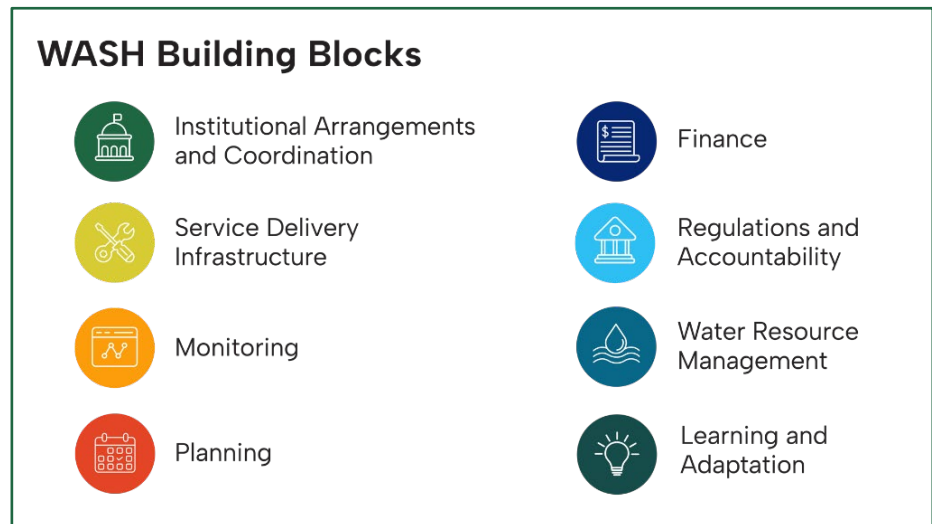 WASH Building Blocks
Institutional Arrangements
and Coordination
Service Delivery
Infrastructure
Monitoring
Planning
$
Finance
Regulations and
Accountability
Water Resource
Management
Learning and
Adaptation